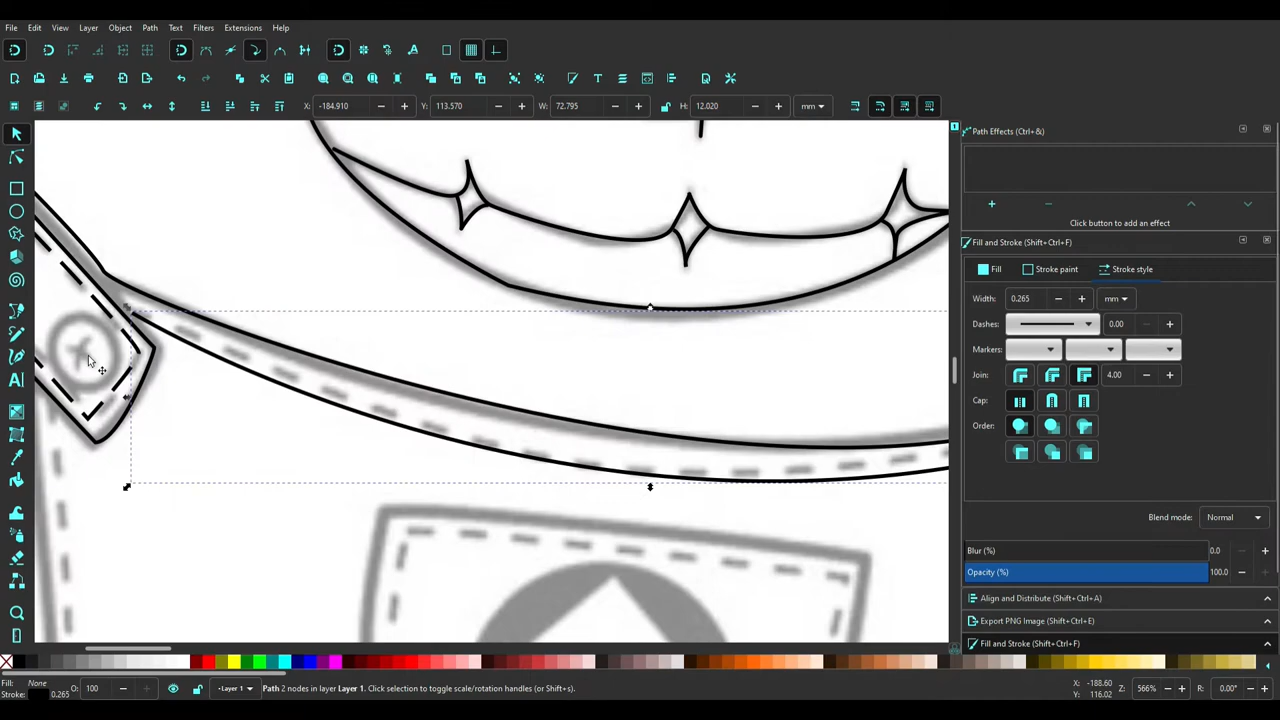 File Edit View Layer Object Path Text Filters Extensions Help
X: -184.910 Y: 113.570 W: 72.795 H: 12.020 mm
Path Effects (Ctrl+&)
Click button to add an effect
Fill and Stroke (Shift+Ctrl+F)
Fill Stroke paint Stroke style
Width: 0.265 mm
Dashes: 0.00
Markers:
Join: 4.00
Cap:
Order:
Blend mode: Normal
Blur (%) 0.0
Opacity (%) 100.0
Align and Distribute (Shift+Ctrl+A)
Export PNG Image (Shift+Ctrl+E)
Fill and Stroke (Shift+Ctrl+F)
Fill: None
Stroke: 0.265 O: 100 Layer 1 Path 2 nodes in layer Layer 1. Click selection to toggle scale/rotation handles (or Shift+s). X: -188.60 Y: 116.02 Z: 566% R: 0.00°